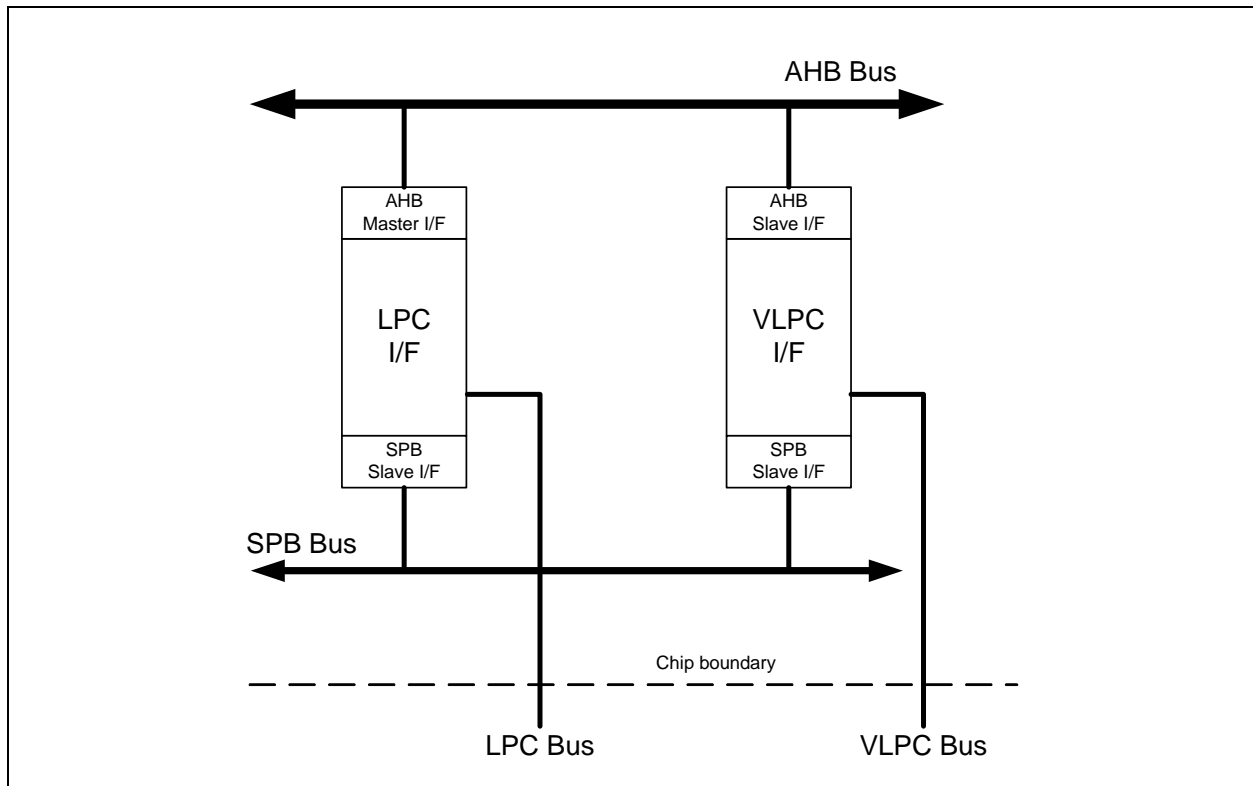 AHB Bus
AHB
Master I/F
AHB
Slave I/F
LPC
I/F
VLPC
I/F
SPB
Slave I/F
SPB
Slave I/F
SPB Bus
Chip boundary
LPC Bus
VLPC Bus